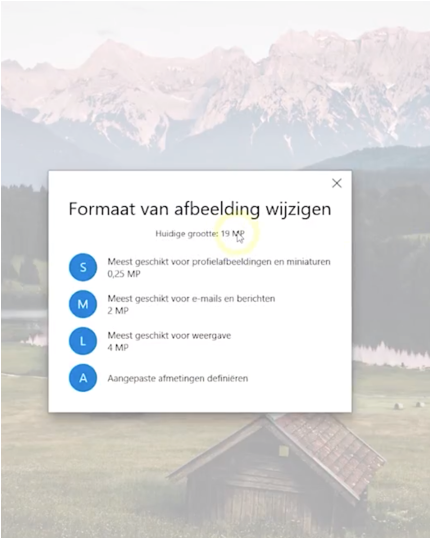 Formaat van afbeelding wijzigen
Huidige grootte: 19 MP
S
Meest geschikt voor profielafbeeldingen en miniaturen
0,25 MP
M
Meest geschikt voor e-mails en berichten
2 MP
L
Meest geschikt voor weergave
4 MP
A
Aangepaste afmetingen definiëren